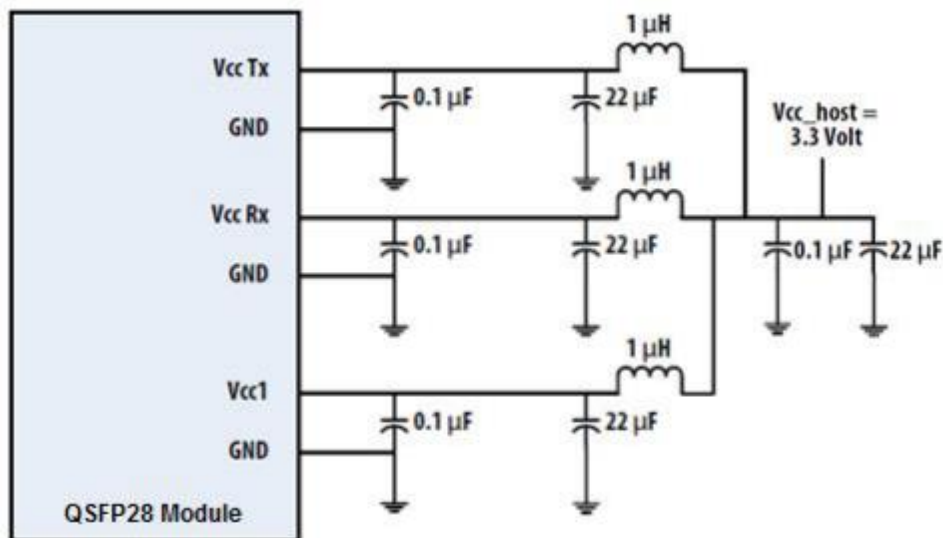 1 µH
Vcc Tx
0.1 µF
22 µF
Vcc_host =
3.3 Volt
GND
1 µH
Vcc Rx
0.1 µF
22 µF
0.1 µF
22 µF
GND
1 µH
Vcc1
0.1 µF
22 µF
GND
QSFP28 Module